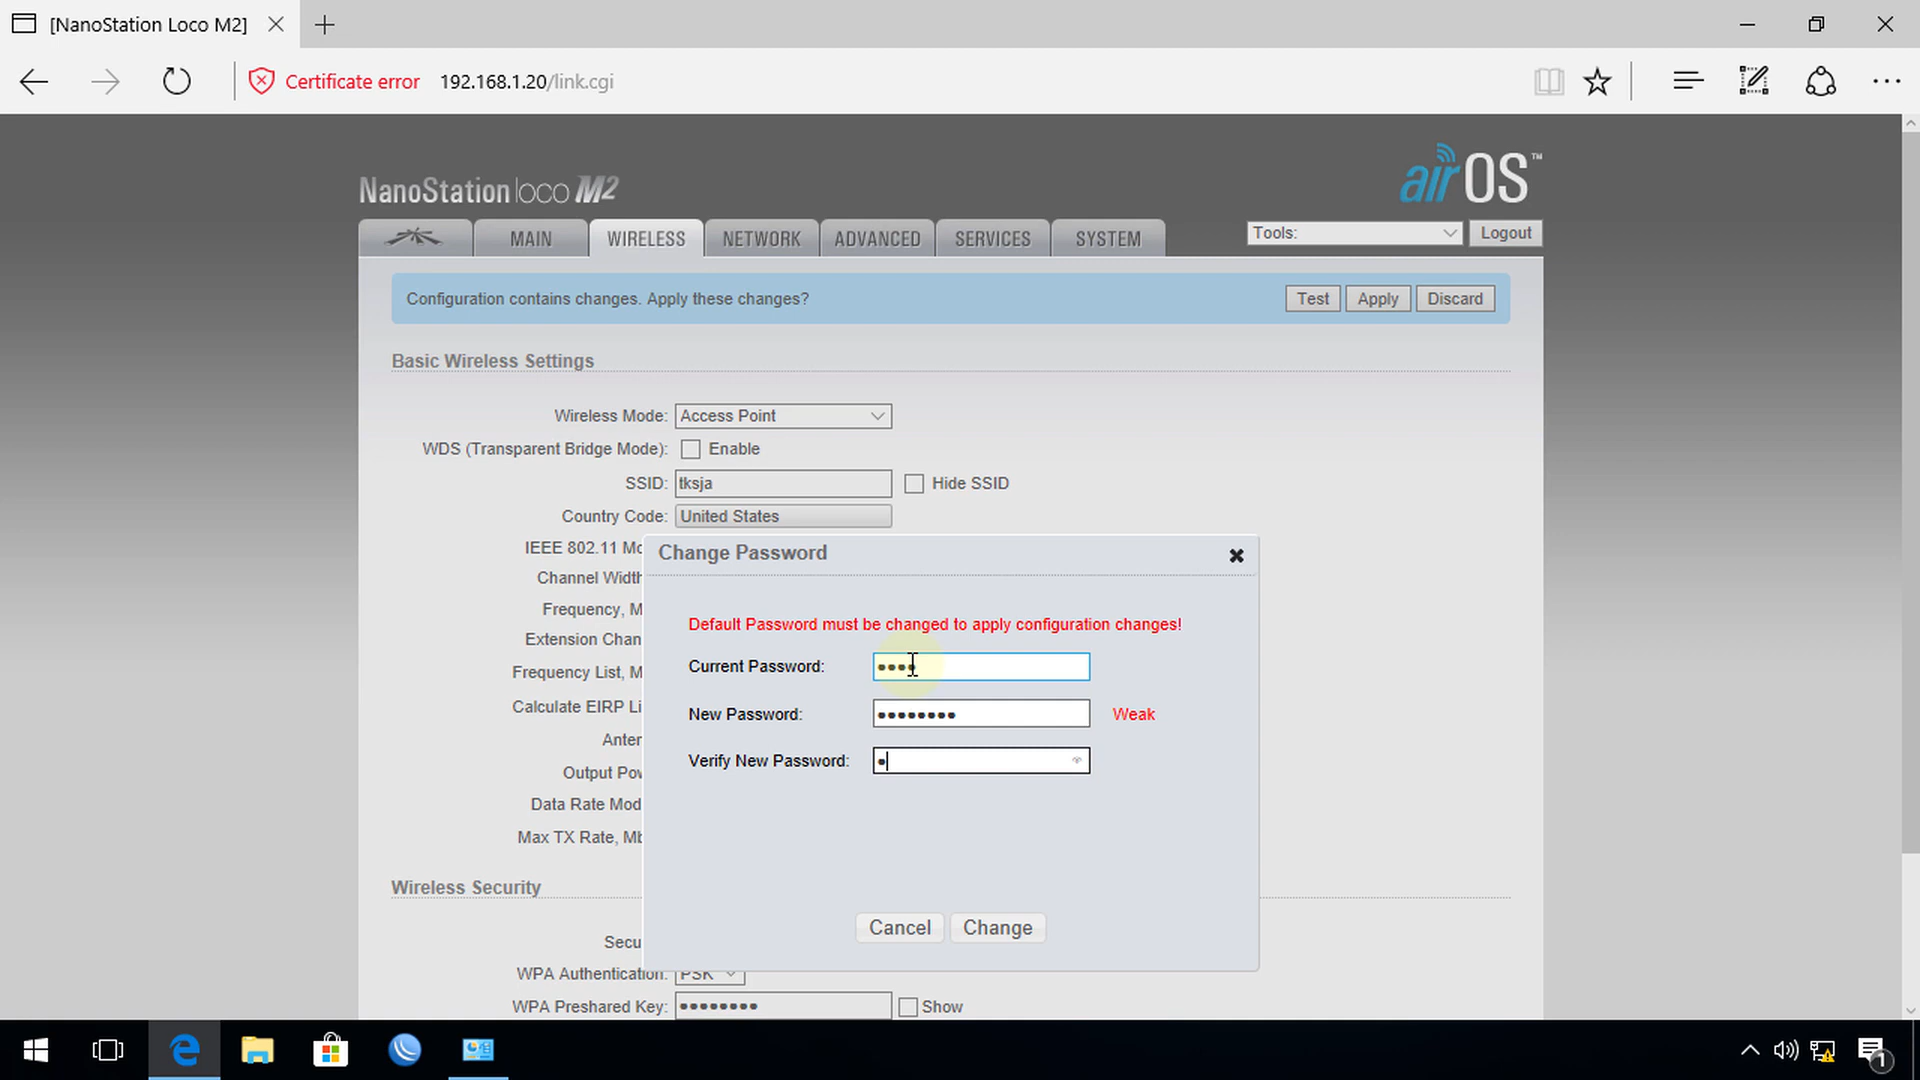 [NanoStation Loco M2]
Certificate error 192.168.1.20/link.cgi
airOS™
NanoStation loco M2
MAIN WIRELESS NETWORK ADVANCED SERVICES SYSTEM Tools: Logout
Configuration contains changes. Apply these changes? Test Apply Discard
Basic Wireless Settings
Wireless Mode: Access Point
WDS (Transparent Bridge Mode): Enable
SSID: tksja Hide SSID
Country Code: United States
IEEE 802.11 Mo
Channel Width
Frequency, M
Extension Chan
Frequency List, M
Calculate EIRP Li
Anten
Output Pow
Data Rate Mod
Max TX Rate, Mb
Change Password
Default Password must be changed to apply configuration changes!
Current Password: ••••
New Password: •••••••• Weak
Verify New Password: •
Cancel Change
Wireless Security
Secu
WPA Authentication: PSK
WPA Preshared Key: •••••••• Show
1